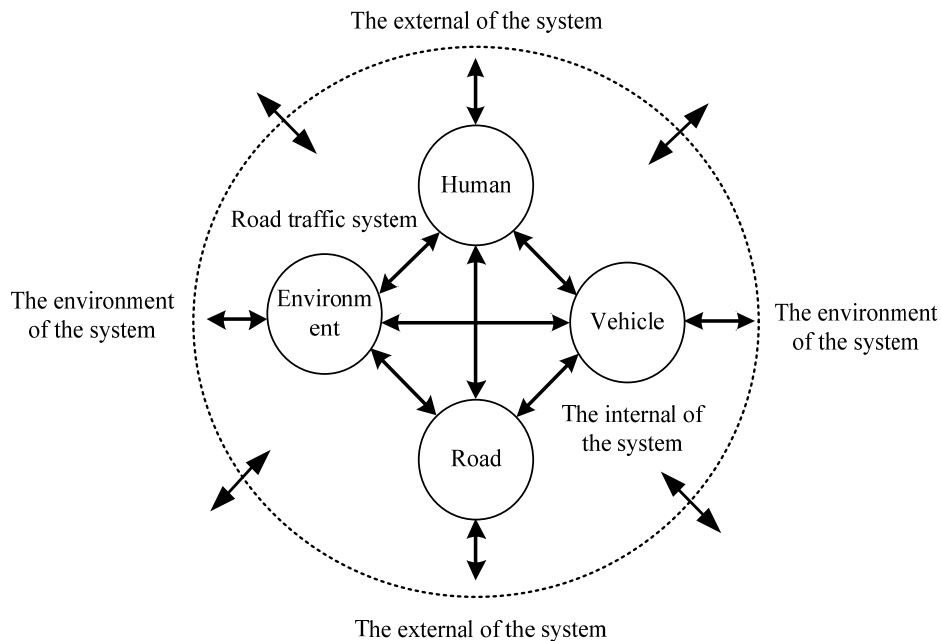 The external of the system
Human
Road traffic system
Environm
ent
Vehicle
The environment
of the system
The environment
of the system
The internal of
the system
Road
The external of the system